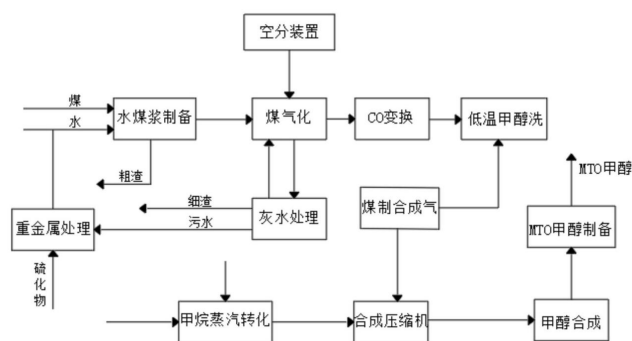 空分装置
煤
水
水煤浆制备
煤气化
CO变换
低温甲醇洗
粗渣
MTO甲醇
细渣
污水
灰水处理
煤制合成气
重金属处理
MTO甲醇制备
硫化物
甲烷蒸汽转化
合成压缩机
甲醇合成